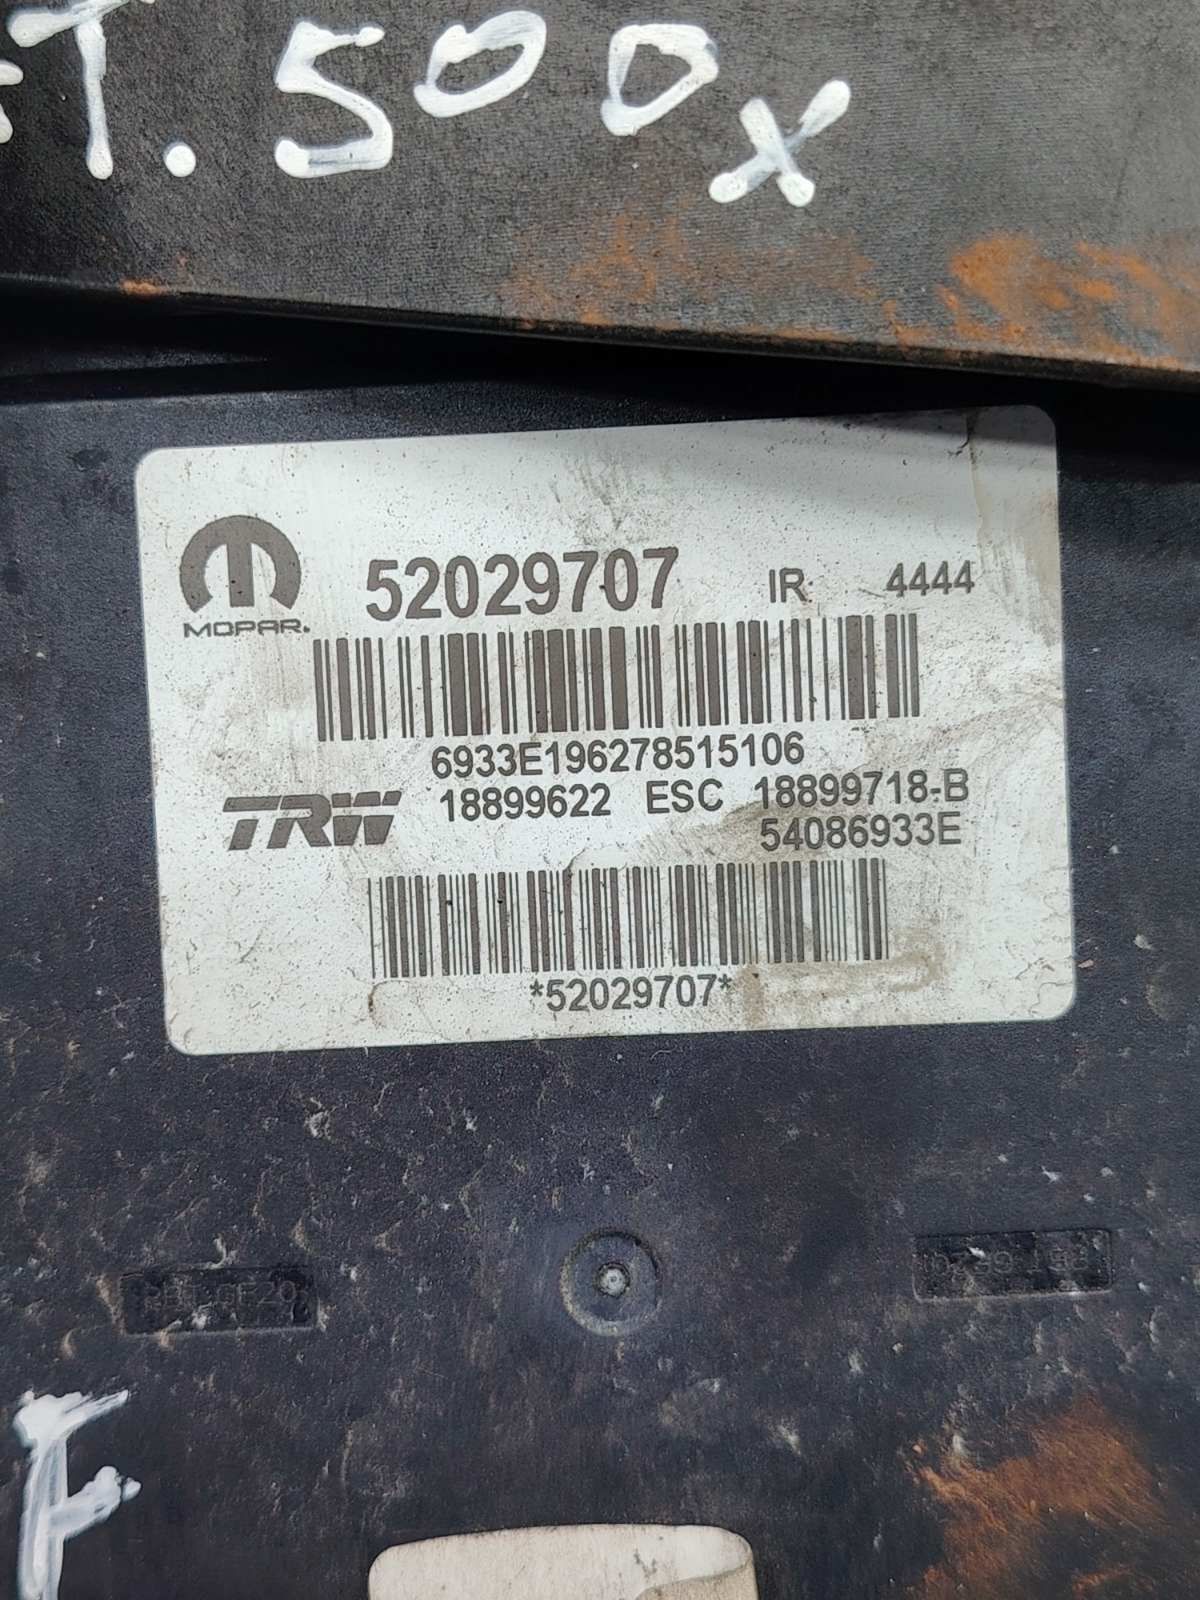 T. 500x
52029707 IR 4444
MOPAR.
6933E196278515106
TRW 18899622 ESC 18899718-B
54086933E
*52029707*
F